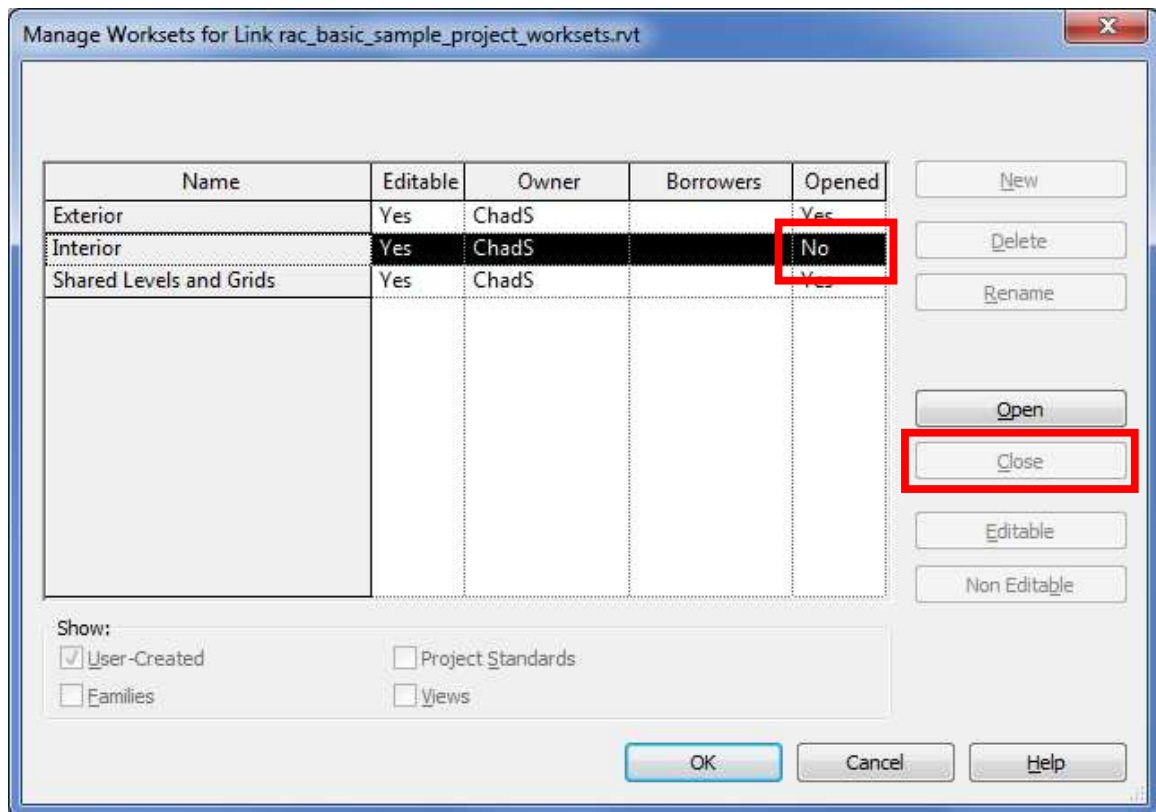 Manage Worksets for Link rac_basic_sample_project_worksets.rvt
Name Editable Owner Borrowers Opened
Exterior Yes ChadS Yes
Interior Yes ChadS No
Shared Levels and Grids Yes ChadS Yes
New
Delete
Rename
Open
Close
Editable
Non Editable
Show:
User-Created Project Standards
Families Views
OK Cancel Help